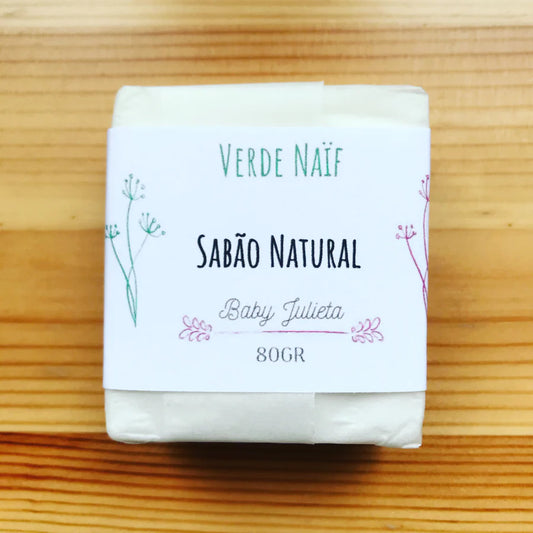 VERDE NAÏF
SABÃO NATURAL
Baby Julieta
80GR